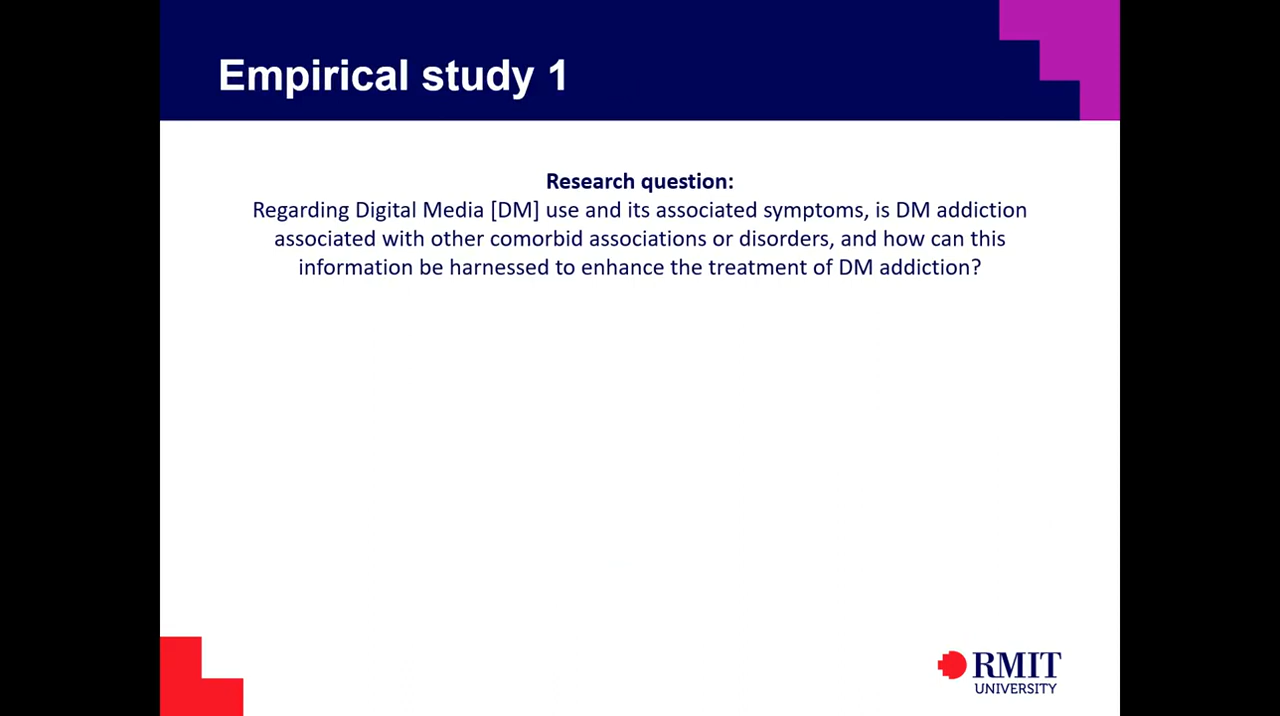 Empirical study 1
Research question:
Regarding Digital Media [DM] use and its associated symptoms, is DM addiction
associated with other comorbid associations or disorders, and how can this
information be harnessed to enhance the treatment of DM addiction?
RMIT
UNIVERSITY